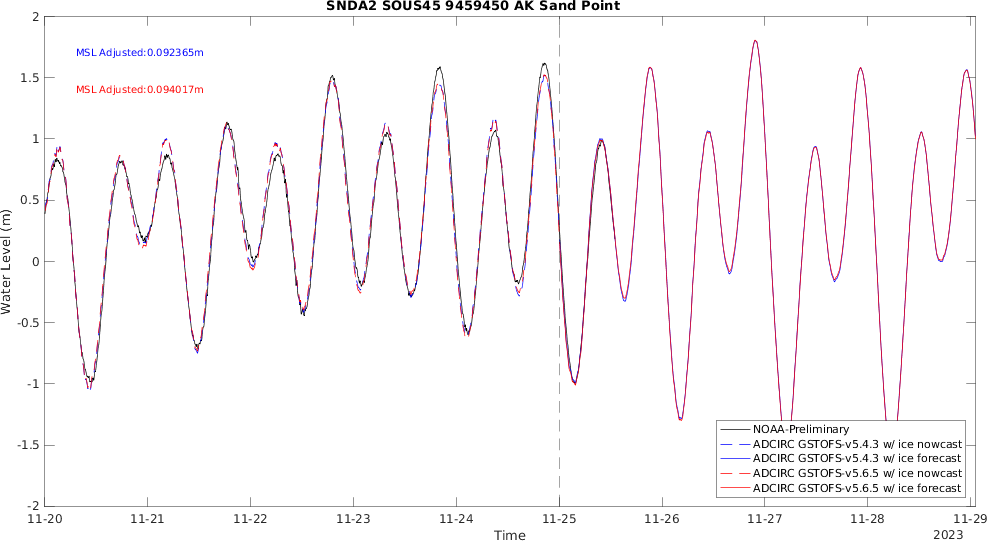 SNDA2 SOUS45 9459450 AK Sand Point
2
MSL Adjusted:0.092365m
1.5
MSL Adjusted:0.094017m
1
0.5
0
-0.5
-1
-1.5
-2
Water Level (m)
NOAA-Preliminary
ADCIRC GSTOFS-v5.4.3 w/ ice nowcast
ADCIRC GSTOFS-v5.4.3 w/ ice forecast
ADCIRC GSTOFS-v5.6.5 w/ ice nowcast
ADCIRC GSTOFS-v5.6.5 w/ ice forecast
11-20 11-21 11-22 11-23 11-24 11-25 11-26 11-27 11-28 11-29
Time
2023